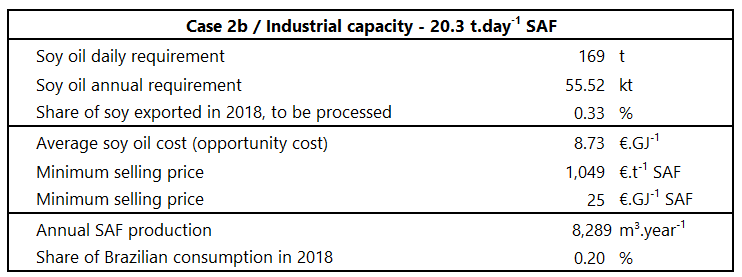 Case 2b / Industrial capacity - 20.3 t.day⁻¹ SAF
Soy oil daily requirement 169 t
Soy oil annual requirement 55.52 kt
Share of soy exported in 2018, to be processed 0.33 %
Average soy oil cost (opportunity cost) 8.73 €.GJ⁻¹
Minimum selling price 1,049 €.t⁻¹ SAF
Minimum selling price 25 €.GJ⁻¹ SAF
Annual SAF production 8,289 m³.year⁻¹
Share of Brazilian consumption in 2018 0.20 %